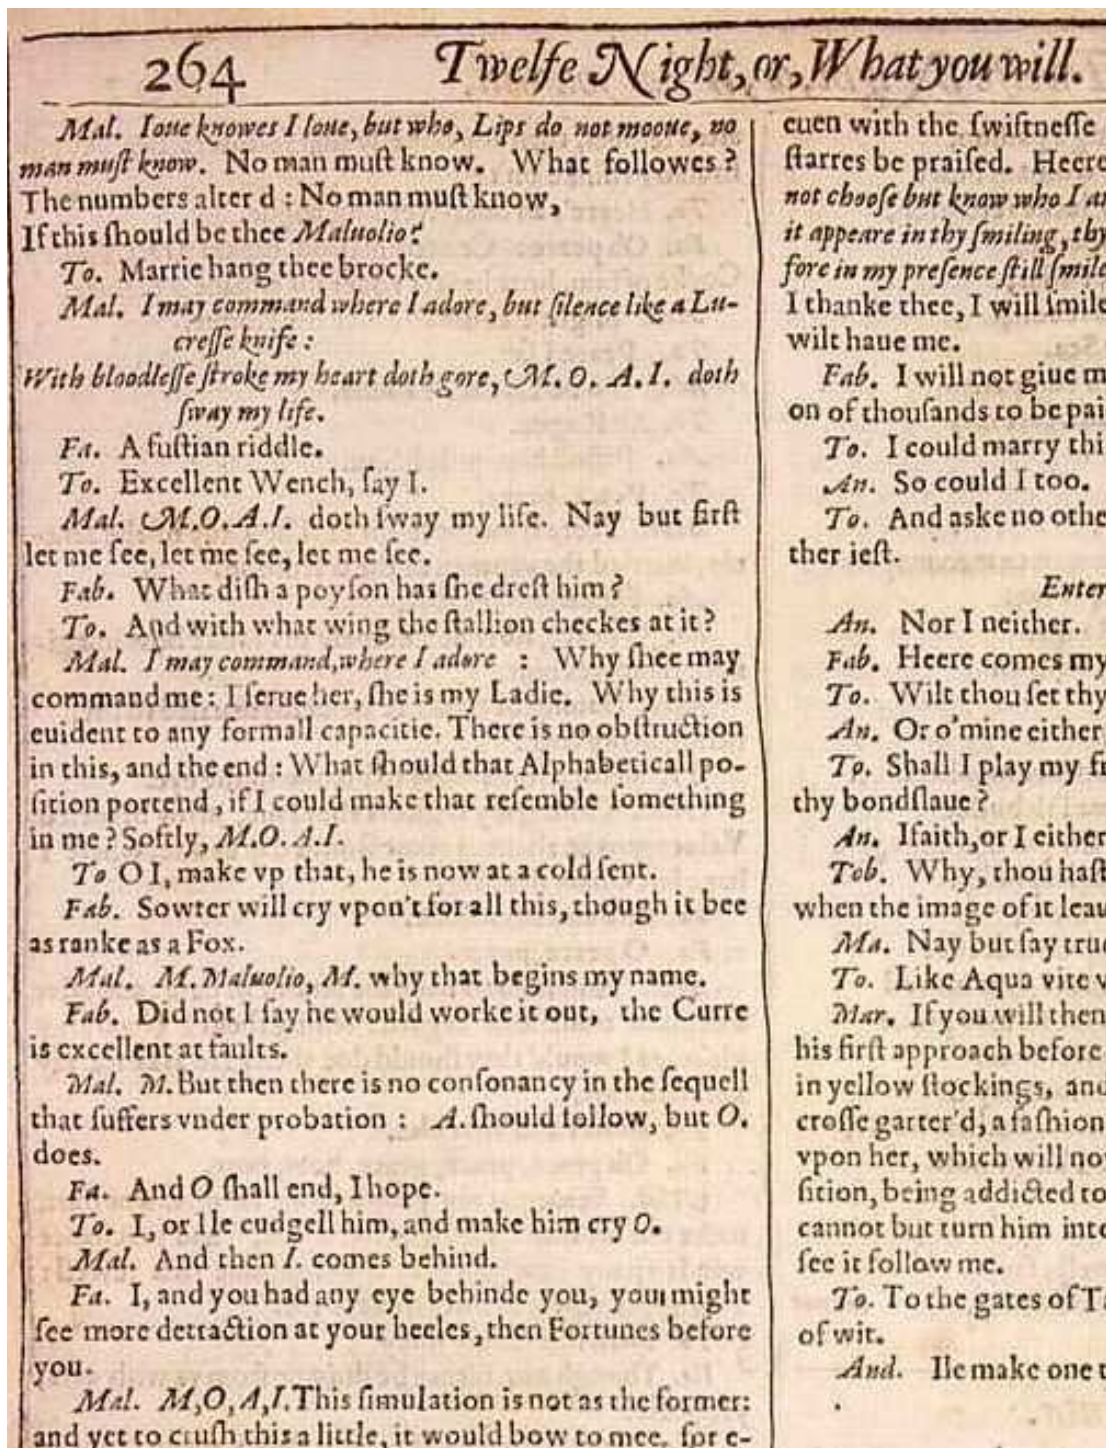 264 Twelfe Night, or, What you will.
Mal. Ioue knowes I loue, but who, Lips do not mooue, no
man muſt know. No man muſt know. What followes?
The numbers alter d : No man muſt know,
If this ſhould be thee Maluolio?
To. Marrie hang thee brocke.
Mal. I may command where I adore, but ſilence like a Lu-
creſſe knife :
With bloodleſſe ſtroke my heart doth gore, M. O. A. I. doth
ſway my life.
Fa. A fuſtian riddle.
To. Excellent Wench, ſay I.
Mal. M.O.A.I. doth ſway my life. Nay but firſt
let me ſee, let me ſee, let me ſee.
Fab. What diſh a poyſon has ſhe dreſt him?
To. And with what wing the ſtallion checkes at it?
Mal. I may command, where I adore : Why ſhee may
command me : I ſerue her, ſhe is my Ladie. Why this is
euident to any formall capacitie. There is no obſtruction
in this, and the end : What ſhould that Alphabeticall po-
ſition portend, if I could make that reſemble ſomething
in me? Softly, M.O.A.I.
To O I, make vp that, he is now at a cold ſent.
Fab. Sowter will cry vpon't for all this, though it bee
as ranke as a Fox.
Mal. M. Maluolio, M. why that begins my name.
Fab. Did not I ſay he would worke it out, the Curre
is excellent at faults.
Mal. M. But then there is no conſonancy in the ſequell
that ſuffers vnder probation : A. ſhould follow, but O.
does.
Fa. And O ſhall end, I hope.
To. I, or Ile cudgell him, and make him cry O.
Mal. And then I. comes behind.
Fa. I, and you had any eye behinde you, you might
ſee more detraction at your heeles, then Fortunes before
you.
Mal. M,O,A,I. This ſimulation is not as the former:
and yet to cruſh this a little, it would bow to mee, for e-
euen with the ſwiftneſſe
ſtarres be praiſed. Heere
not chooſe but know who I a
it appeare in thy ſmiling, thy
fore in my preſence ſtill ſmile
I thanke thee, I will ſmile
wilt haue me.
Fab. I will not giue m
on of thouſands to be pai
To. I could marry thi
An. So could I too.
To. And aske no othe
ther ieſt.
Enter
An. Nor I neither.
Fab. Heere comes my
To. Wilt thou ſet thy
An. Or o'mine either
To. Shall I play my fr
thy bondſlaue?
An. Ifaith, or I either
Tob. Why, thou haſt
when the image of it leau
Ma. Nay but ſay true
To. Like Aqua vite w
Mar. If you will then
his firſt approach before
in yellow ſtockings, and
croſſe garter'd, a faſhion
vpon her, which will no
ſition, being addicted to
cannot but turn him into
ſee it follow me.
To. To the gates of T
of wit.
And. Ile make one t